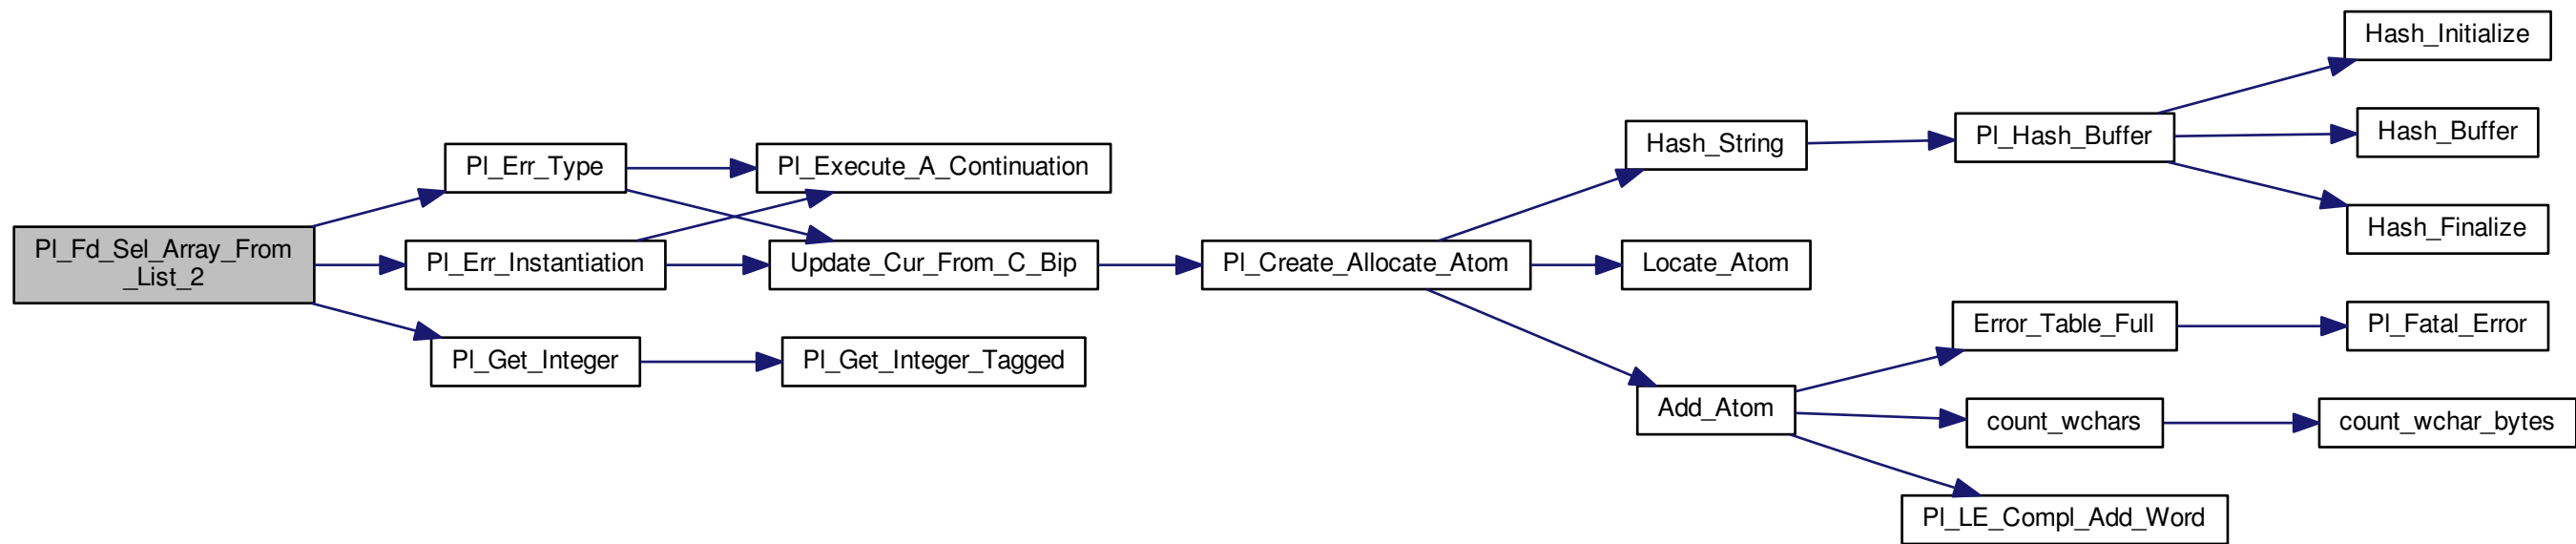 Pl_Fd_Sel_Array_From
_List_2
Pl_Err_Type
Pl_Err_Instantiation
Pl_Get_Integer
Pl_Execute_A_Continuation
Update_Cur_From_C_Bip
Pl_Get_Integer_Tagged
Pl_Create_Allocate_Atom
Hash_String
Locate_Atom
Add_Atom
Pl_Hash_Buffer
Error_Table_Full
count_wchars
Pl_LE_Compl_Add_Word
Hash_Initialize
Hash_Buffer
Hash_Finalize
Pl_Fatal_Error
count_wchar_bytes